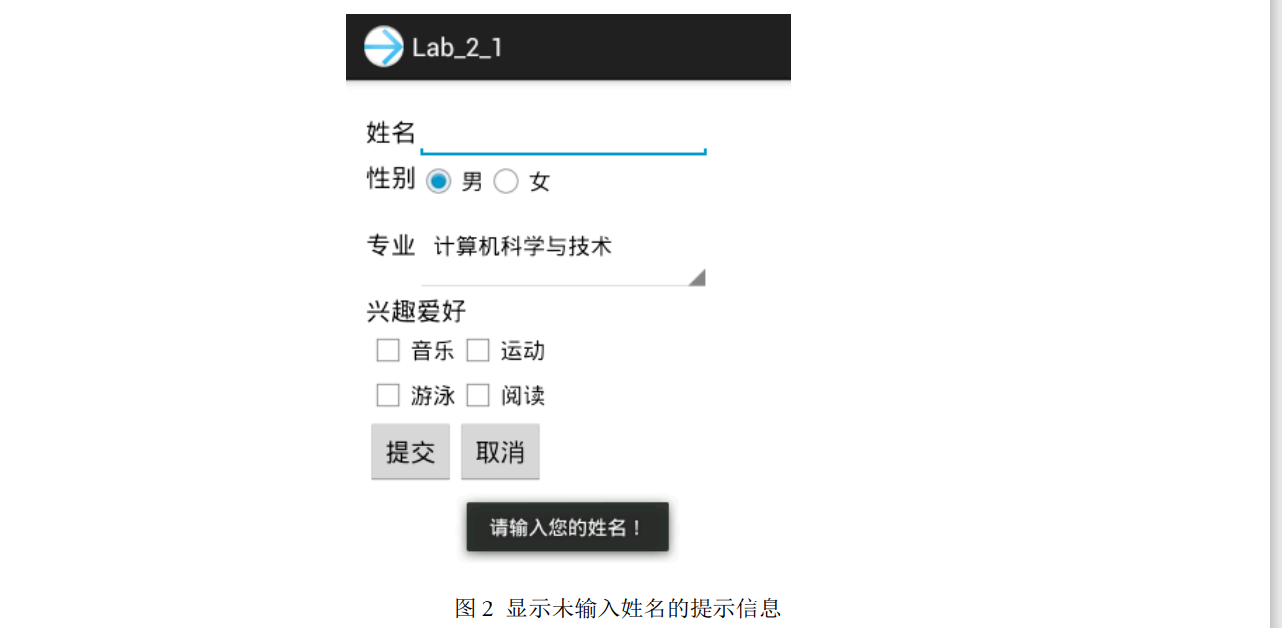 Lab_2_1
姓名
性别 男 女
专业 计算机科学与技术
兴趣爱好
音乐 运动
游泳 阅读
提交 取消
请输入您的姓名！
图 2 显示未输入姓名的提示信息